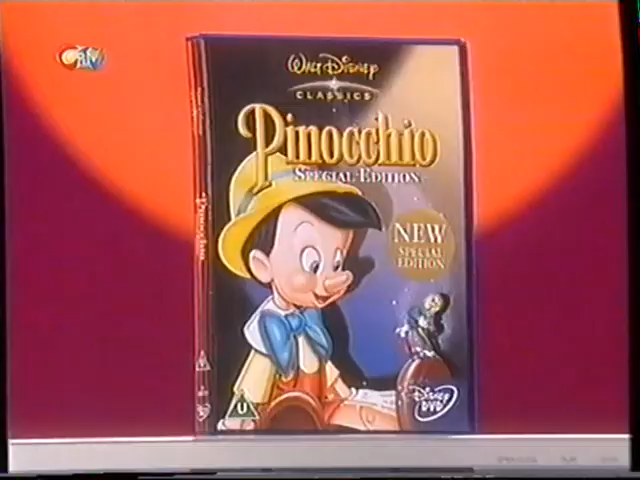 CiTV
WALT DISNEY
CLASSICS
Pinocchio
SPECIAL EDITION
NEW
SPECIAL
EDITION
Pinocchio
U
Disney
DVD